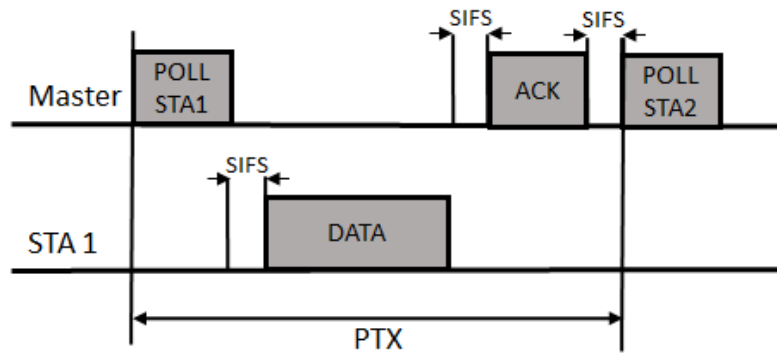 SIFS
SIFS
POLL
STA1
ACK
POLL
STA2
Master
SIFS
DATA
STA 1
PTX